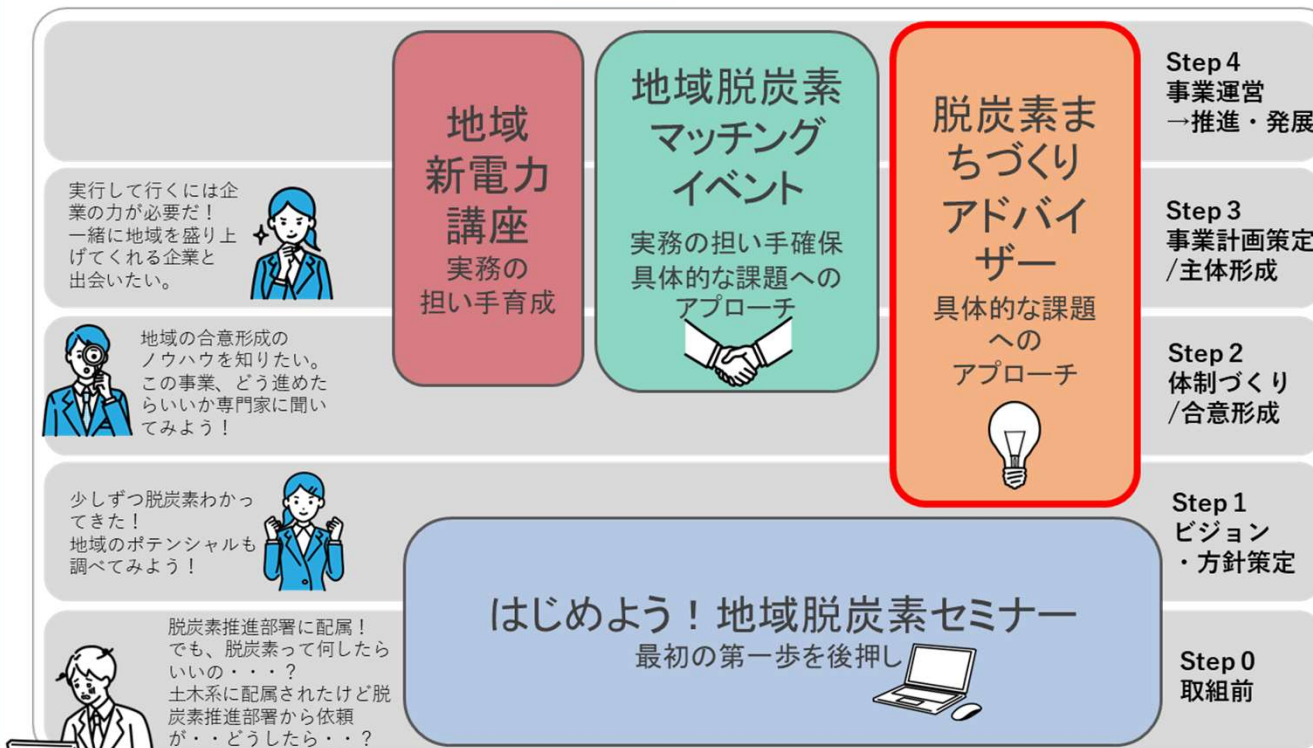 地域
新電力
講座
実務の
担い手育成
地域脱炭素
マッチング
イベント
実務の担い手確保
具体的な課題への
アプローチ
脱炭素ま
ちづくり
アドバイ
ザー
具体的な課題
への
アプローチ
Step 4
事業運営
→推進・発展
実行して行くには企
業の力が必要だ！
一緒に地域を盛り上
げてくれる企業と
出会いたい。
Step 3
事業計画策定
/主体形成
地域の合意形成の
ノウハウを知りたい。
この事業、どう進めた
らいいか専門家に聞い
てみよう！
Step 2
体制づくり
/合意形成
少しずつ脱炭素わかっ
てきた！
地域のポテンシャルも
調べてみよう！
Step 1
ビジョン
・方針策定
はじめよう！地域脱炭素セミナー
最初の第一歩を後押し
脱炭素推進部署に配属！
でも、脱炭素って何したら
いいの・・・？
土木系に配属されたけど脱
炭素推進部署から依頼
が・・どうしたら・・？
Step 0
取組前